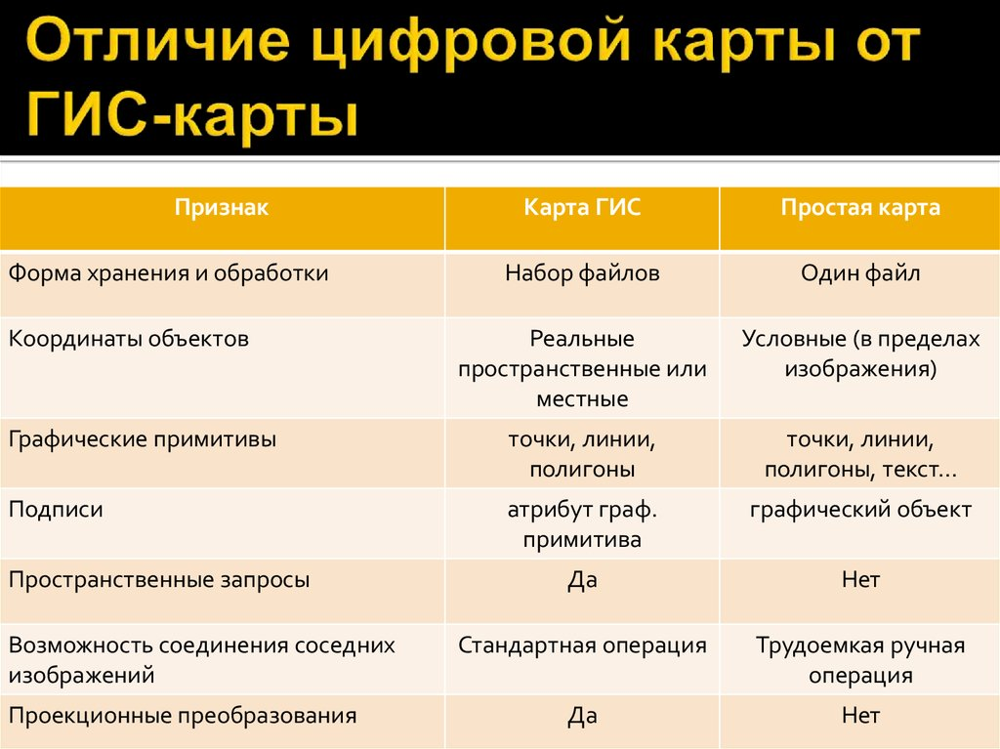 Отличие цифровой карты от
ГИС-карты
Признак
Карта ГИС
Простая карта
Форма хранения и обработки
Набор файлов
Один файл
Координаты объектов
Реальные
пространственные или
местные
Условные (в пределах
изображения)
Графические примитивы
точки, линии,
полигоны
точки, линии,
полигоны, текст...
Подписи
атрибут граф.
примитива
графический объект
Пространственные запросы
Да
Нет
Возможность соединения соседних
изображений
Стандартная операция
Трудоемкая ручная
операция
Проекционные преобразования
Да
Нет